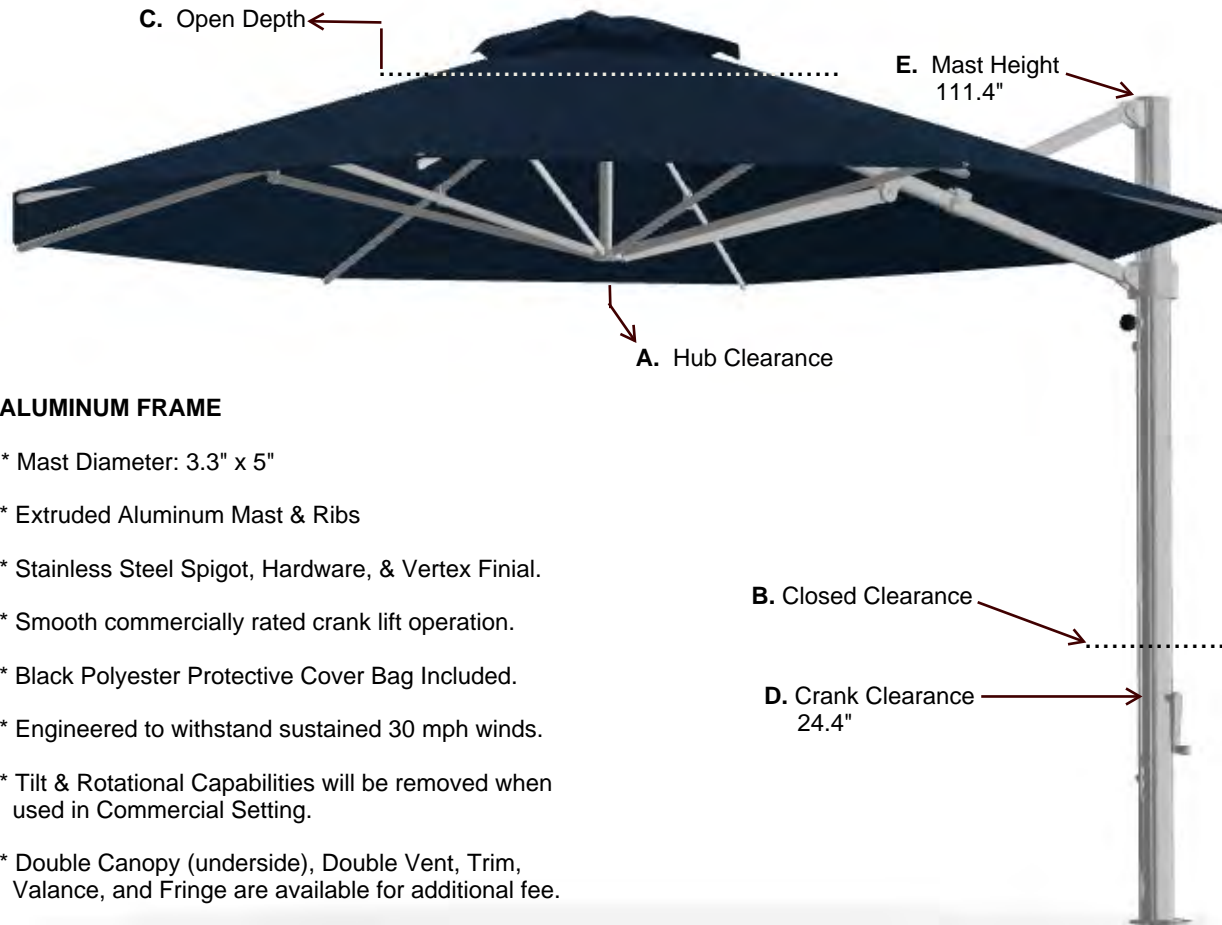 C. Open Depth
E. Mast Height
111.4"
A. Hub Clearance
ALUMINUM FRAME
* Mast Diameter: 3.3" x 5"
* Extruded Aluminum Mast & Ribs
* Stainless Steel Spigot, Hardware, & Vertex Finial.
B. Closed Clearance
* Smooth commercially rated crank lift operation.
* Black Polyester Protective Cover Bag Included.
D. Crank Clearance
24.4"
* Engineered to withstand sustained 30 mph winds.
* Tilt & Rotational Capabilities will be removed when
used in Commercial Setting.
* Double Canopy (underside), Double Vent, Trim,
Valance, and Fringe are available for additional fee.